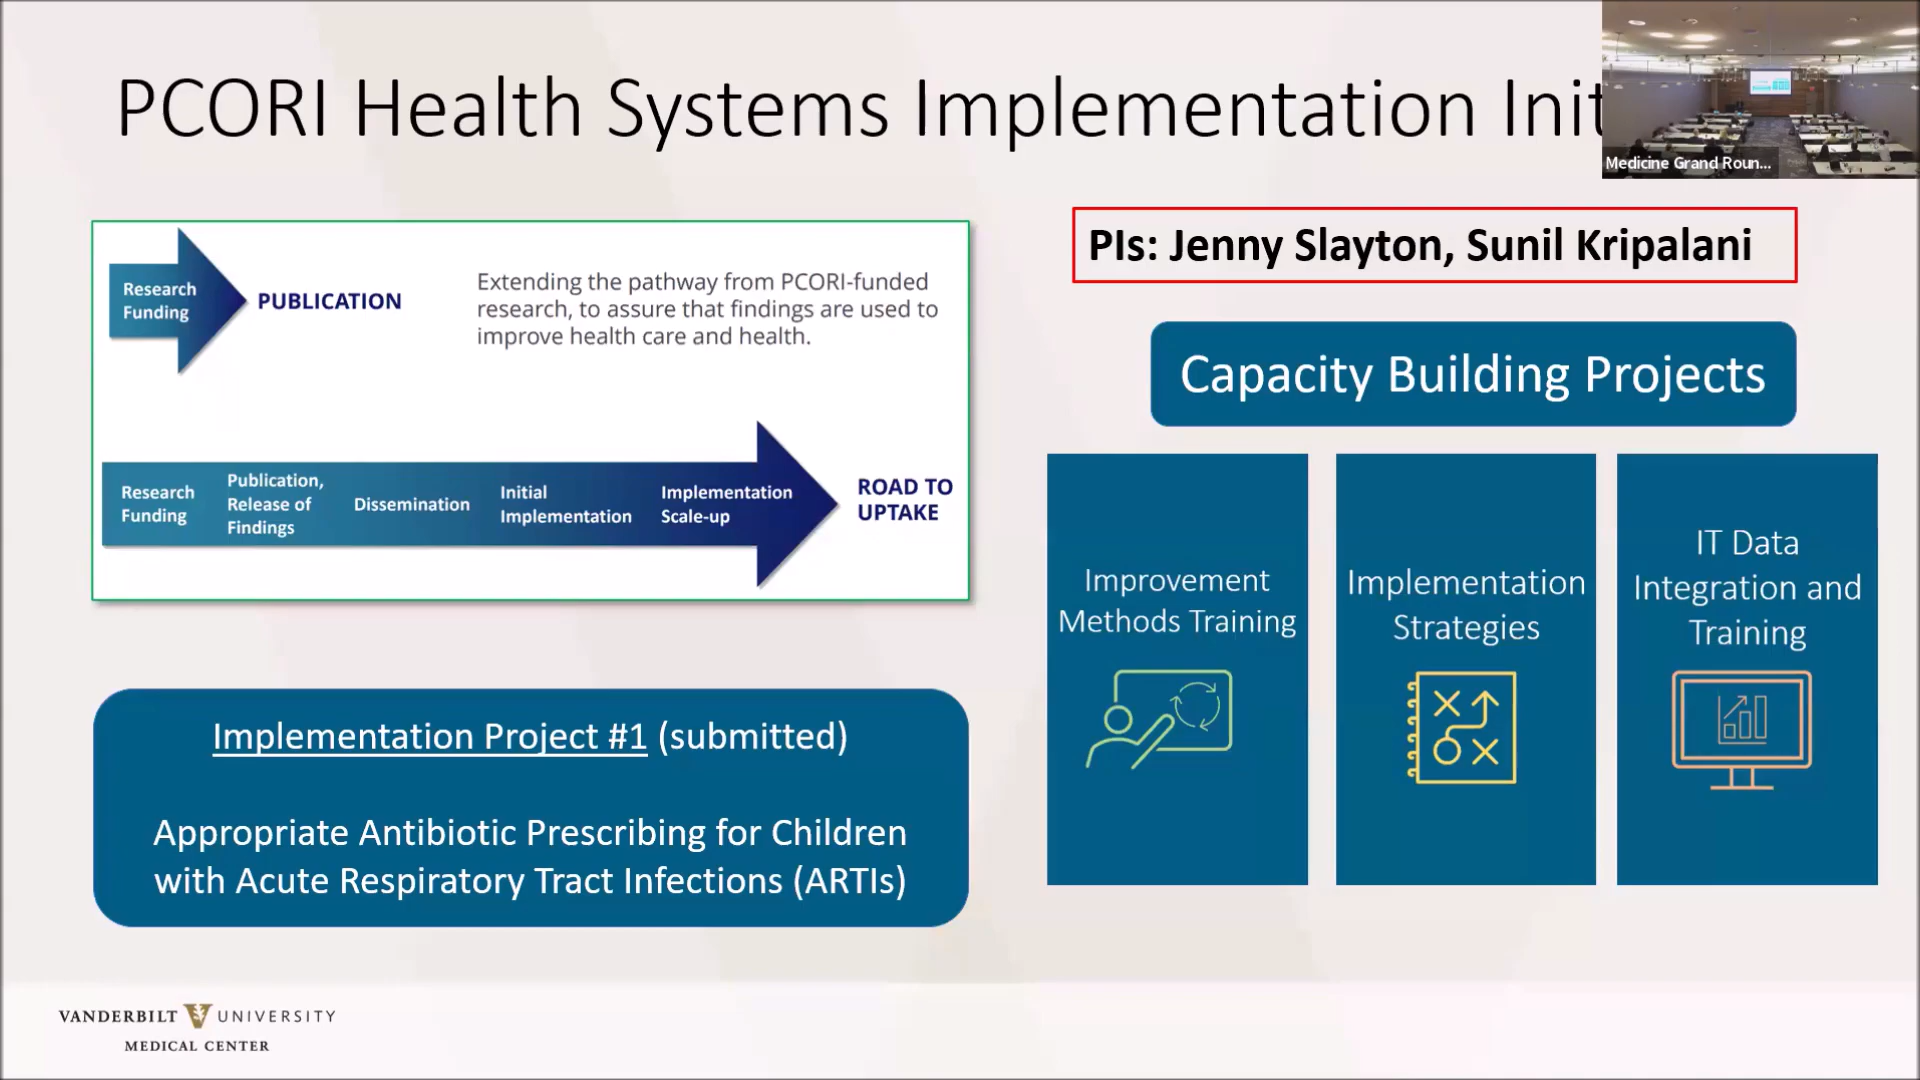 PCORI Health Systems Implementation Init
Medicine Grand Roun...
PIs: Jenny Slayton, Sunil Kripalani
Research
Funding
PUBLICATION
Extending the pathway from PCORI-funded
research, to assure that findings are used to
improve health care and health.
Research
Funding
Publication,
Release of
Findings
Dissemination
Initial
Implementation
Implementation
Scale-up
ROAD TO
UPTAKE
Capacity Building Projects
Improvement
Methods Training
Implementation
Strategies
IT Data
Integration and
Training
Implementation Project #1 (submitted)
Appropriate Antibiotic Prescribing for Children
with Acute Respiratory Tract Infections (ARTIs)
VANDERBILT V UNIVERSITY
MEDICAL CENTER